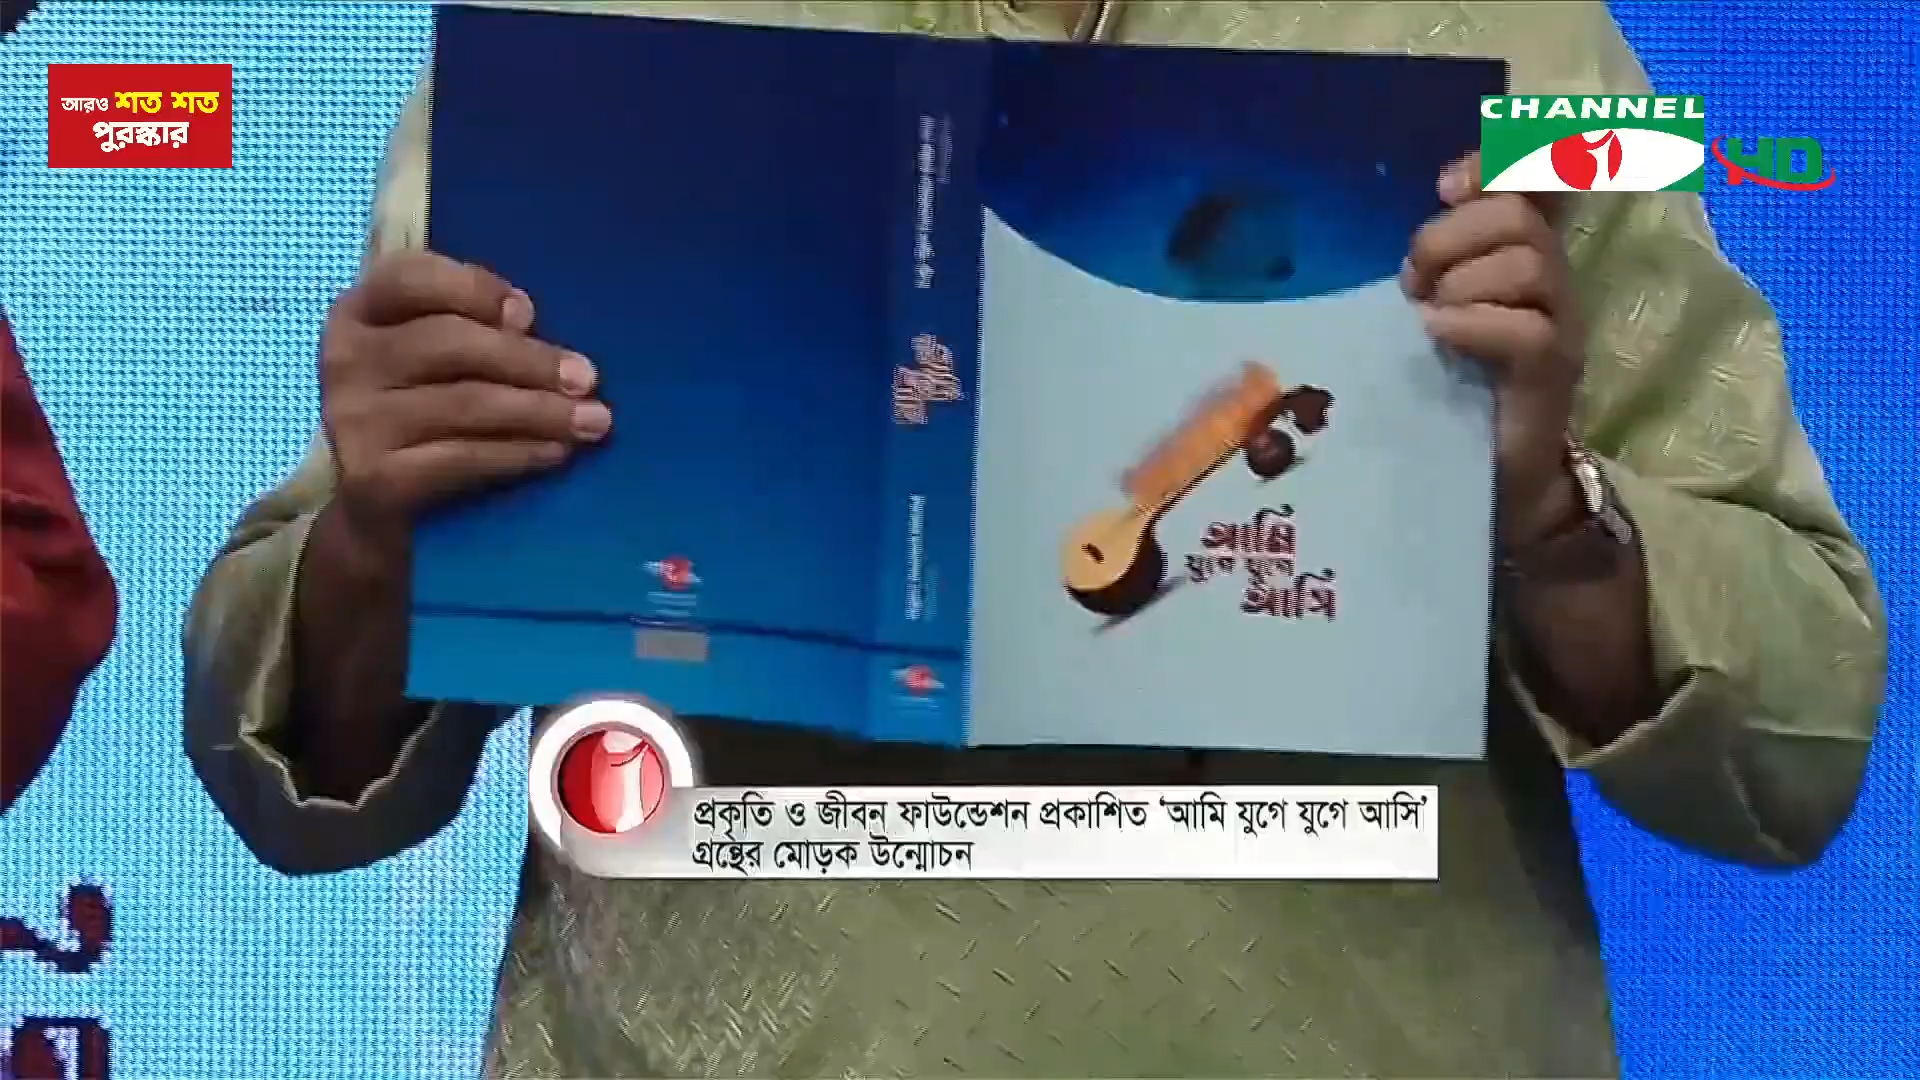 আরও শত শত
পুরস্কার
CHANNEL
i
HD
আমি
যুগে যুগে
আসি
প্রকৃতি ও জীবন ফাউন্ডেশন প্রকাশিত ‘আমি যুগে যুগে আসি’
গ্রন্থের মোড়ক উন্মোচন